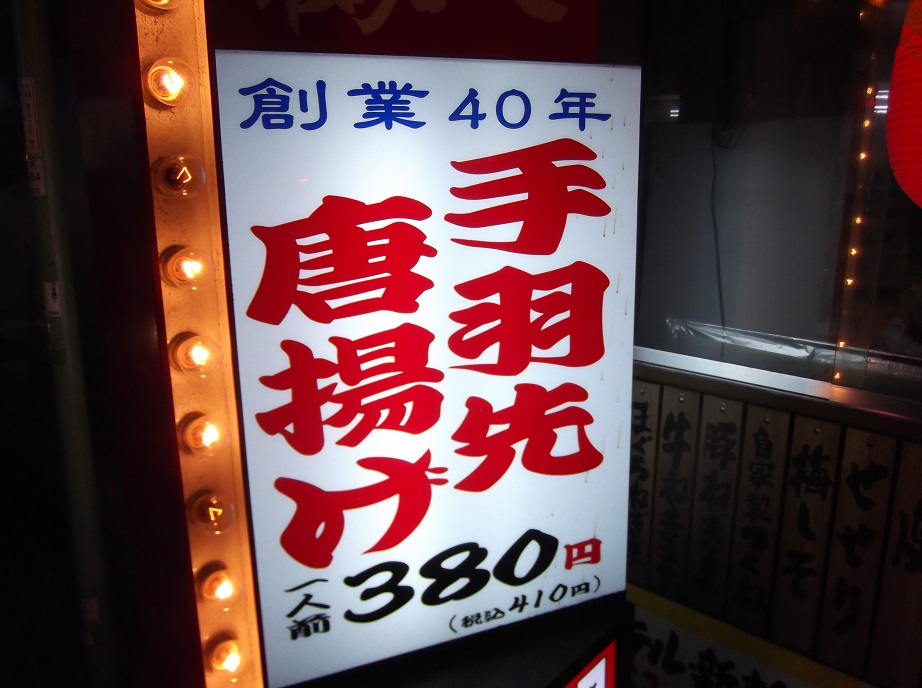 創業40年
手羽先
唐揚げ
一人前 380円
(税込410円)
せせり
梅しそ
自家製つくね
豚ねぎま
牛ねぎま